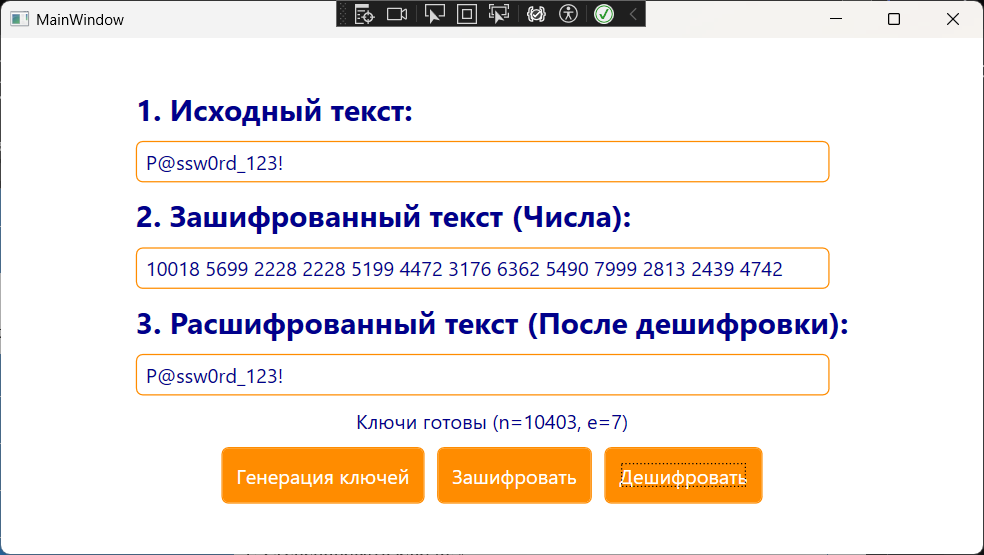 MainWindow
1. Исходный текст:
P@ssw0rd_123!
2. Зашифрованный текст (Числа):
10018 5699 2228 2228 5199 4472 3176 6362 5490 7999 2813 2439 4742
3. Расшифрованный текст (После дешифровки):
P@ssw0rd_123!
Ключи готовы (n=10403, e=7)
Генерация ключей Зашифровать Дешифровать